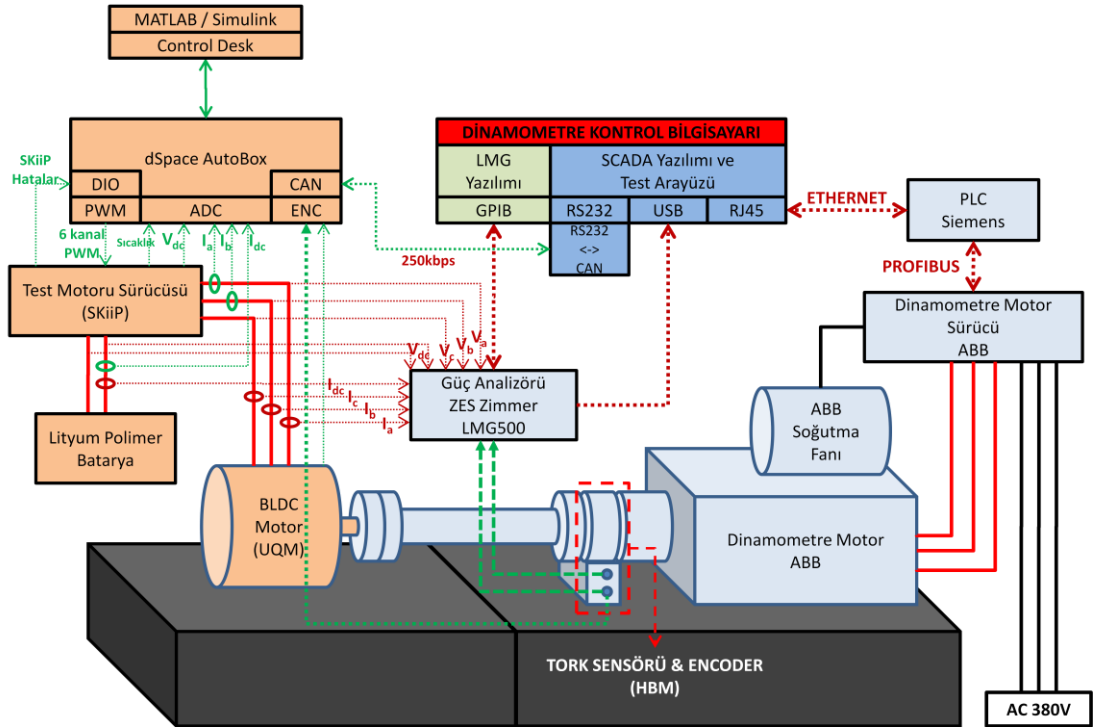 MATLAB / Simulink
Control Desk
dSpace AutoBox
DIO
CAN
PWM
ADC
ENC
SKiiP
Hatalar
6 kanal
PWM
Sıcaklık
Vdc
Ia
Ib
Idc
DİNAMOMETRE KONTROL BİLGİSAYARI
LMG
Yazılımı
SCADA Yazılımı ve
Test Arayüzü
GPIB
RS232
USB
RJ45
RS232
<->
CAN
250kbps
ETHERNET
PLC
Siemens
PROFIBUS
Test Motoru Sürücüsü
(SKiiP)
Dinamometre Motor
Sürücü
ABB
Vdc
Vc
Vb
Va
Idc
Ic
Ib
Ia
Güç Analizörü
ZES Zimmer
LMG500
Lityum Polimer
Batarya
ABB
Soğutma
Fanı
BLDC
Motor
(UQM)
Dinamometre Motor
ABB
TORK SENSÖRÜ & ENCODER
(HBM)
AC 380V